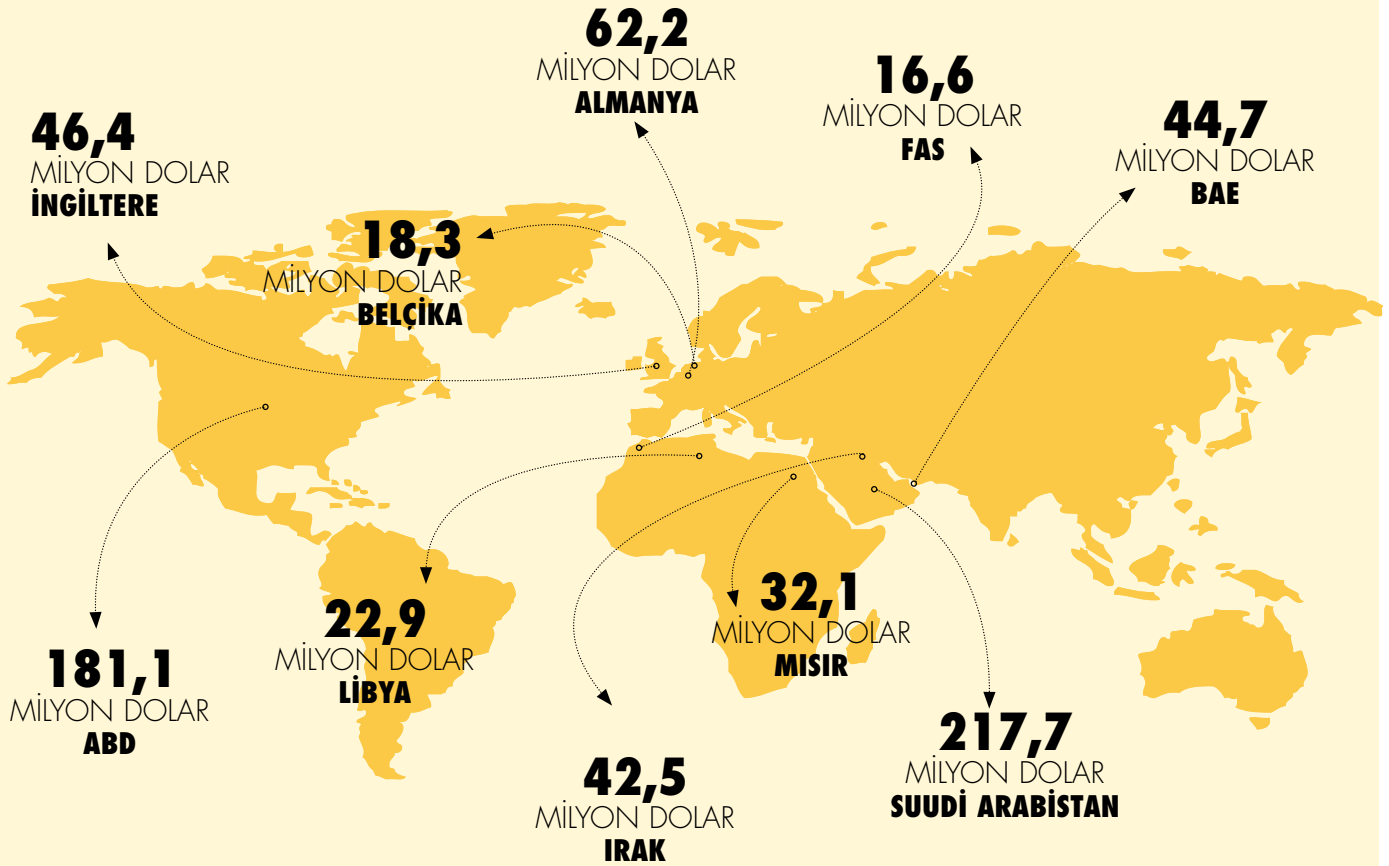 62,2
MİLYON DOLAR
ALMANYA
16,6
MİLYON DOLAR
FAS
44,7
MİLYON DOLAR
BAE
46,4
MİLYON DOLAR
İNGİLTERE
18,3
MİLYON DOLAR
BELÇİKA
181,1
MİLYON DOLAR
ABD
22,9
MİLYON DOLAR
LİBYA
32,1
MİLYON DOLAR
MISIR
42,5
MİLYON DOLAR
IRAK
217,7
MİLYON DOLAR
SUUDİ ARABİSTAN